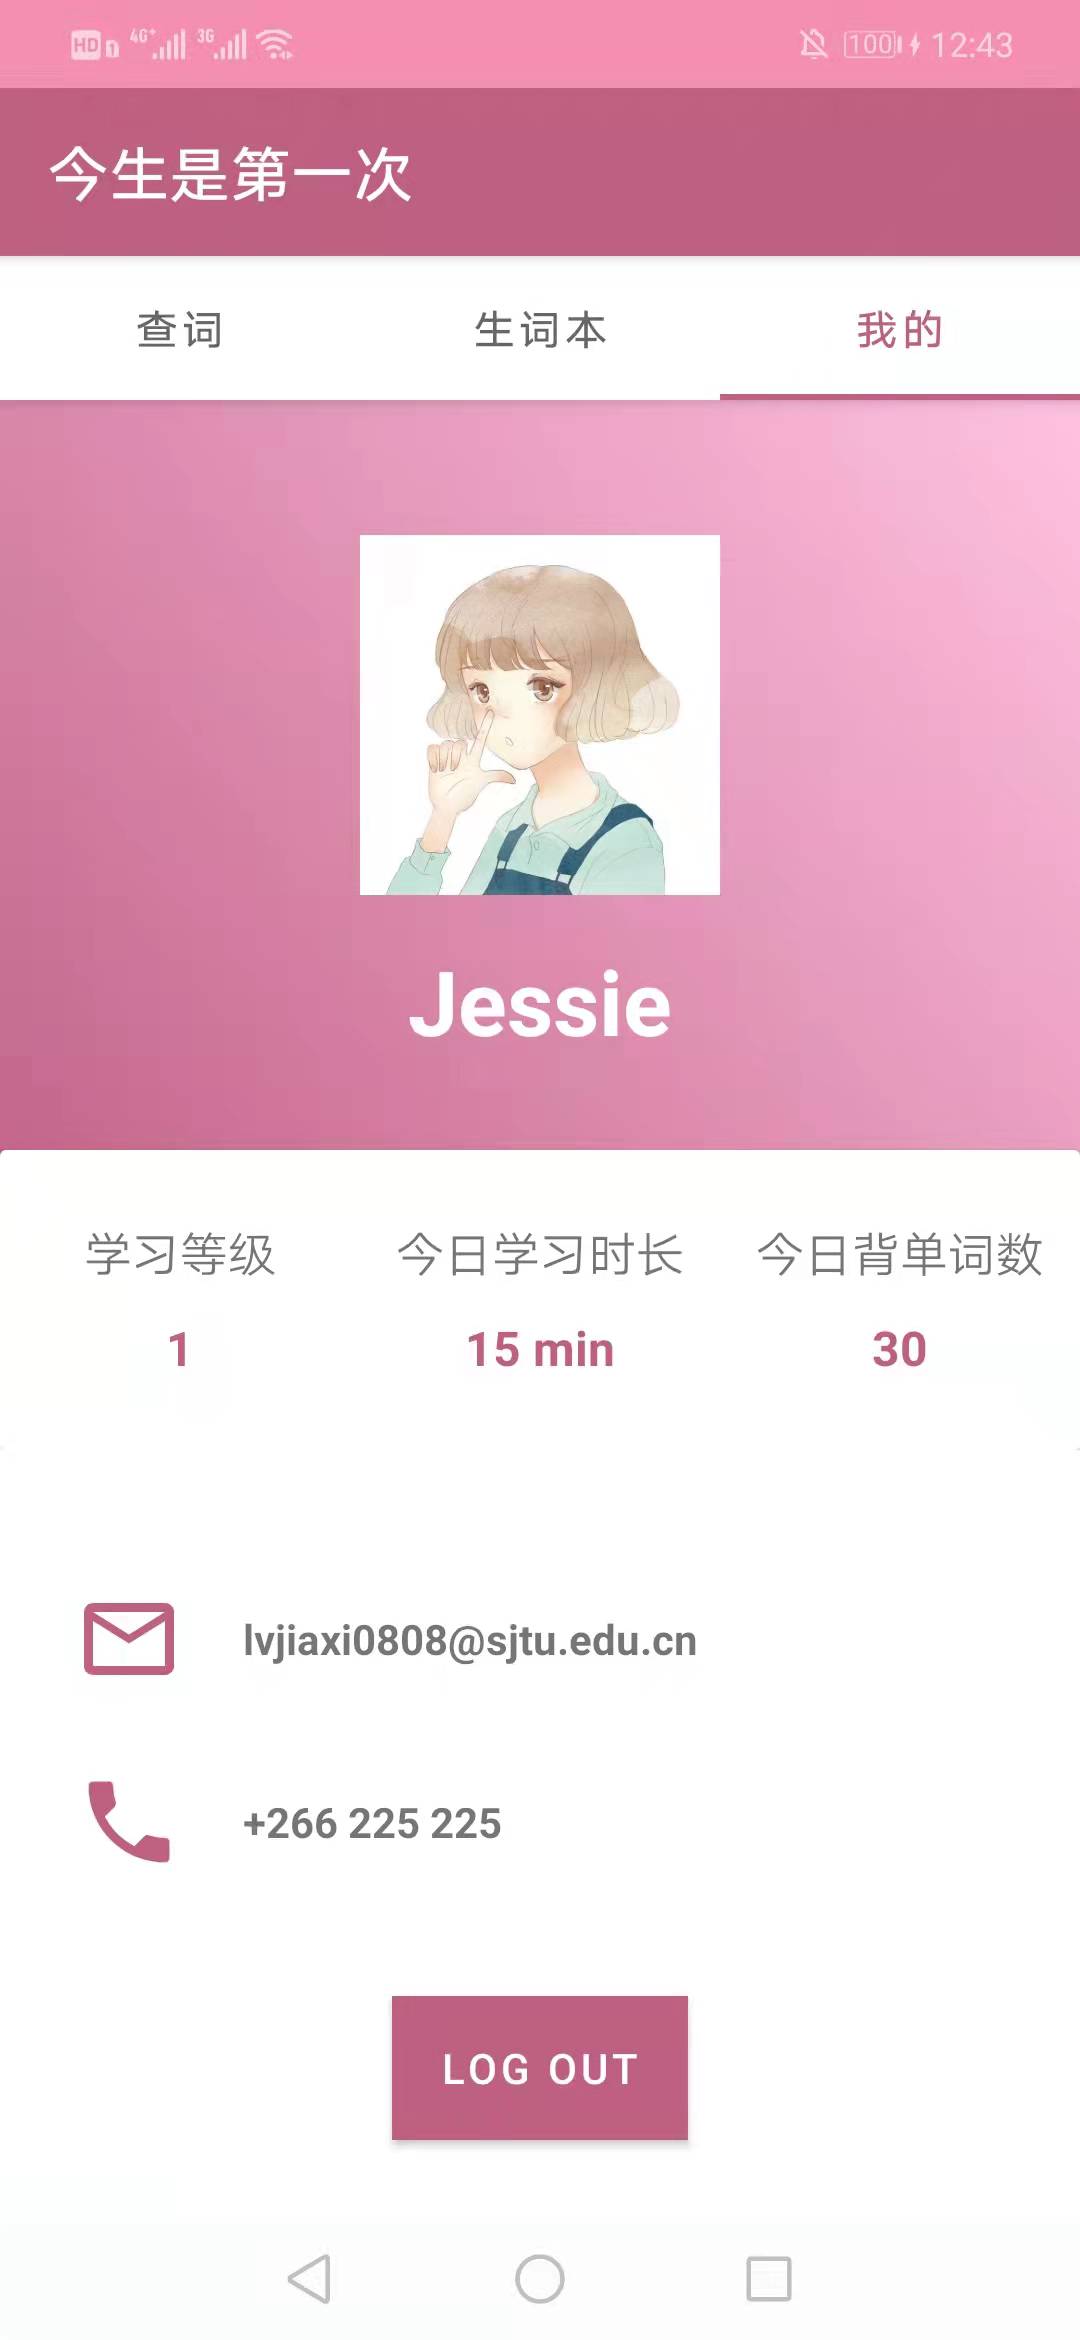 HD 1 4G+ 3G 100 12:43
今生是第一次
查词 生词本 我的
Jessie
学习等级 今日学习时长 今日背单词数
1 15 min 30
lvjiaxi0808@sjtu.edu.cn
+266 225 225
LOG OUT